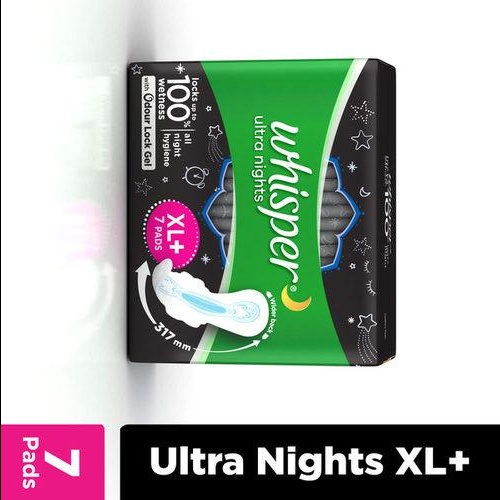 whisper®
ultra nights
locks up to
100%
wetness
all
night
hygiene
with Odour Lock Gel
XL+
7 PADS
Wider back
317 mm
7
Pads
Ultra Nights XL+